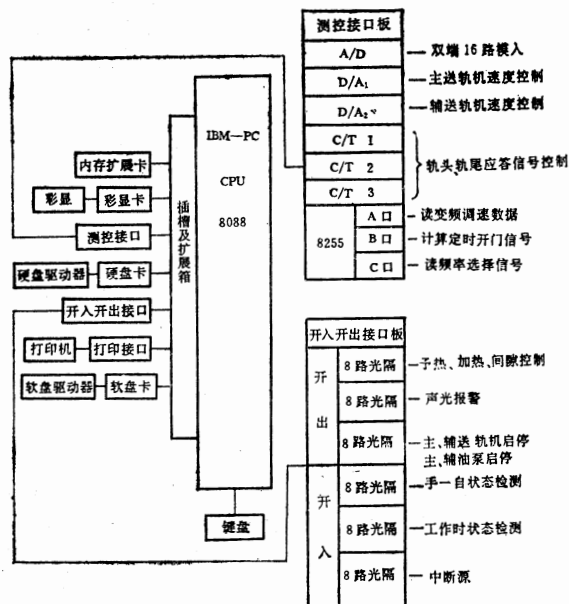 测控接口板
A/D
双端 16 路模入
D/A₁
主送轨机速度控制
D/A₂
辅送轨机速度控制
C/T 1
C/T 2
C/T 3
轨头轨尾应答信号控制
8255
A 口
读变频调速数据
B 口
计算定时开门信号
C 口
读频率选择信号
IBM—PC
CPU
8088
插槽及扩展箱
内存扩展卡
彩显
彩显卡
测控接口
硬盘驱动器
硬盘卡
开入开出接口
打印机
打印接口
软盘驱动器
软盘卡
键盘
开入开出接口板
开出
8 路光隔
予热、加热、间隙控制
8 路光隔
声光报警
8 路光隔
主、辅送轨机启停
主、辅油泵启停
开入
8 路光隔
手一自状态检测
8 路光隔
工作时状态检测
8 路光隔
中断源